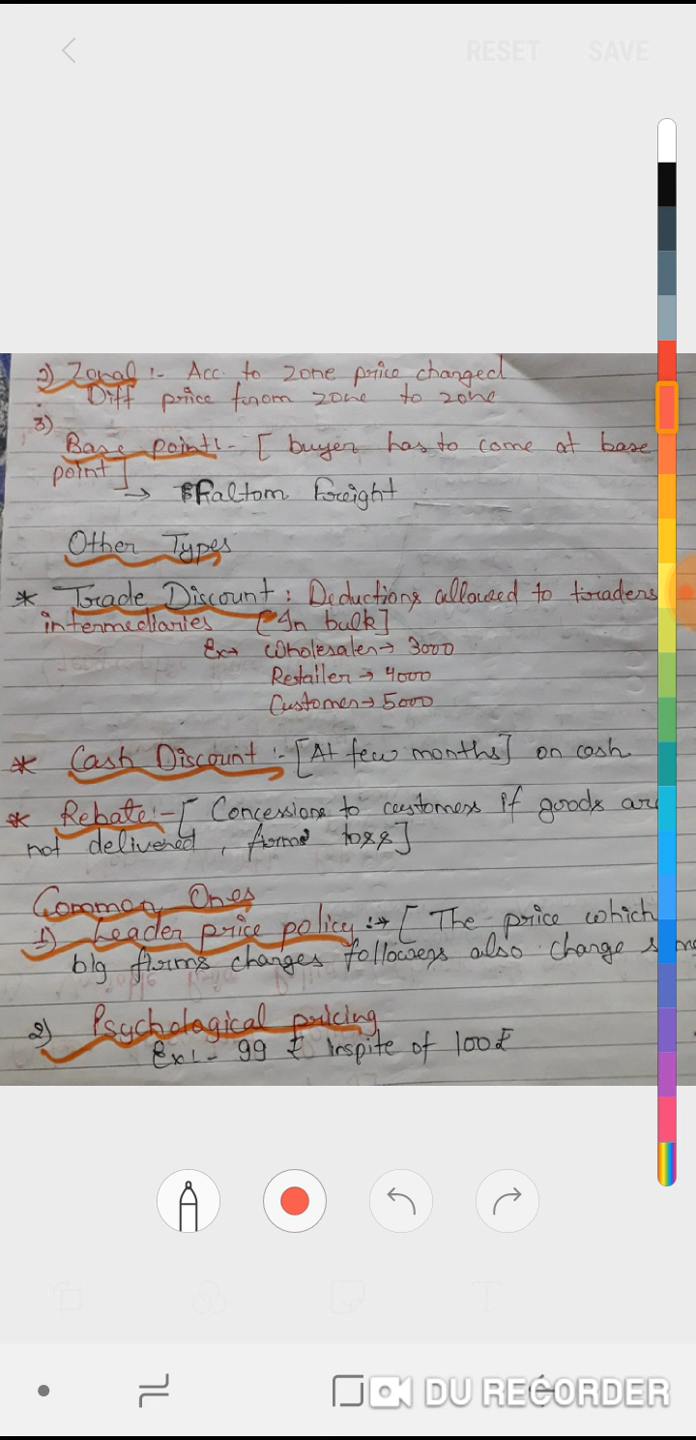 RESET SAVE
2) Zonal :- Acc. to zone price changed
Diff price from zone to zone
3)
Base point :- [ buyer has to come at base
point ]
→ Faltom Freight
Other Types
* Trade Discount : Deductions allowed to traders
intermediaries [In bulk]
Ex→ Wholesaler→ 3000
Retailer → 4000
Customer→ 5000
* Cash Discount :- [At few months] on cash
* Rebate :- [ Concessions to customers if goods are
not delivered,
Common Ones
1) Leader price policy :→ [ The price which
big firms changes followers also change
2) Psychological pricing
Ex :- 99 ₹ Inspite of 100₹
DU RECORDER